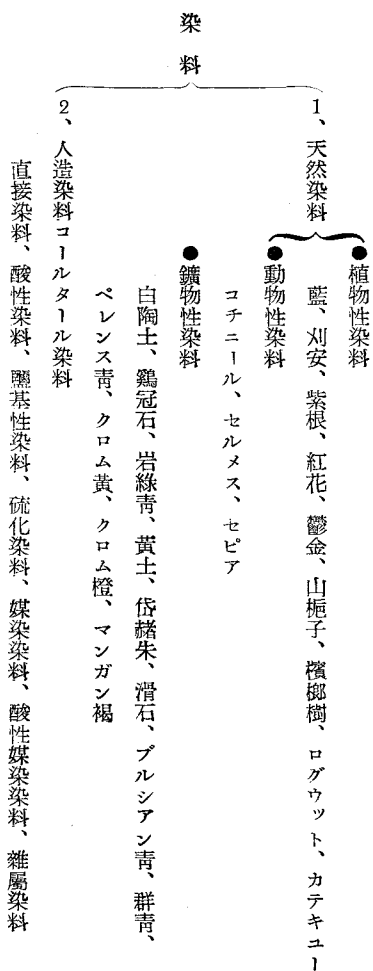 染料
1、天然染料
●植物性染料
藍、刈安、紫根、紅花、鬱金、山梔子、檳榔樹、ログウット、カテキユー
●動物性染料
コチニール、セルメス、セピア
●鑛物性染料
白陶土、鷄冠石、岩綠靑、黃土、岱赭朱、滑石、プルシアン靑、群靑、
ペレンス靑、クロム黃、クロム橙、マンガン褐
2、人造染料コールタール染料
直接染料、酸性染料、鹽基性染料、硫化染料、媒染染料、酸性媒染染料、雜屬染料